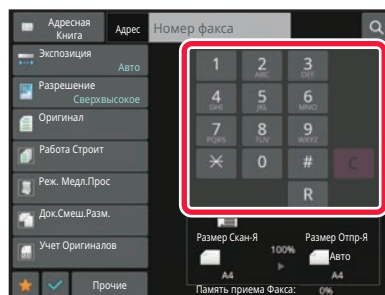 Адресная
Книга
Адрес
Номер факса
Экспозиция
Авто
Разрешение
Сверхвысокое
Оригинал
Работа Строит
Реж. Медл.Прос
Док.Смеш.Разм.
Учет Оригиналов
Прочие
1
2
ABC
3
DEF
4
GHI
5
JKL
6
MNO
7
PQRS
8
TUV
9
WXYZ
0
#
C
R
Размер Скан-Я
100%
Размер Отпр-Я
Авто
A4
A4
Память приема Факса:
0%